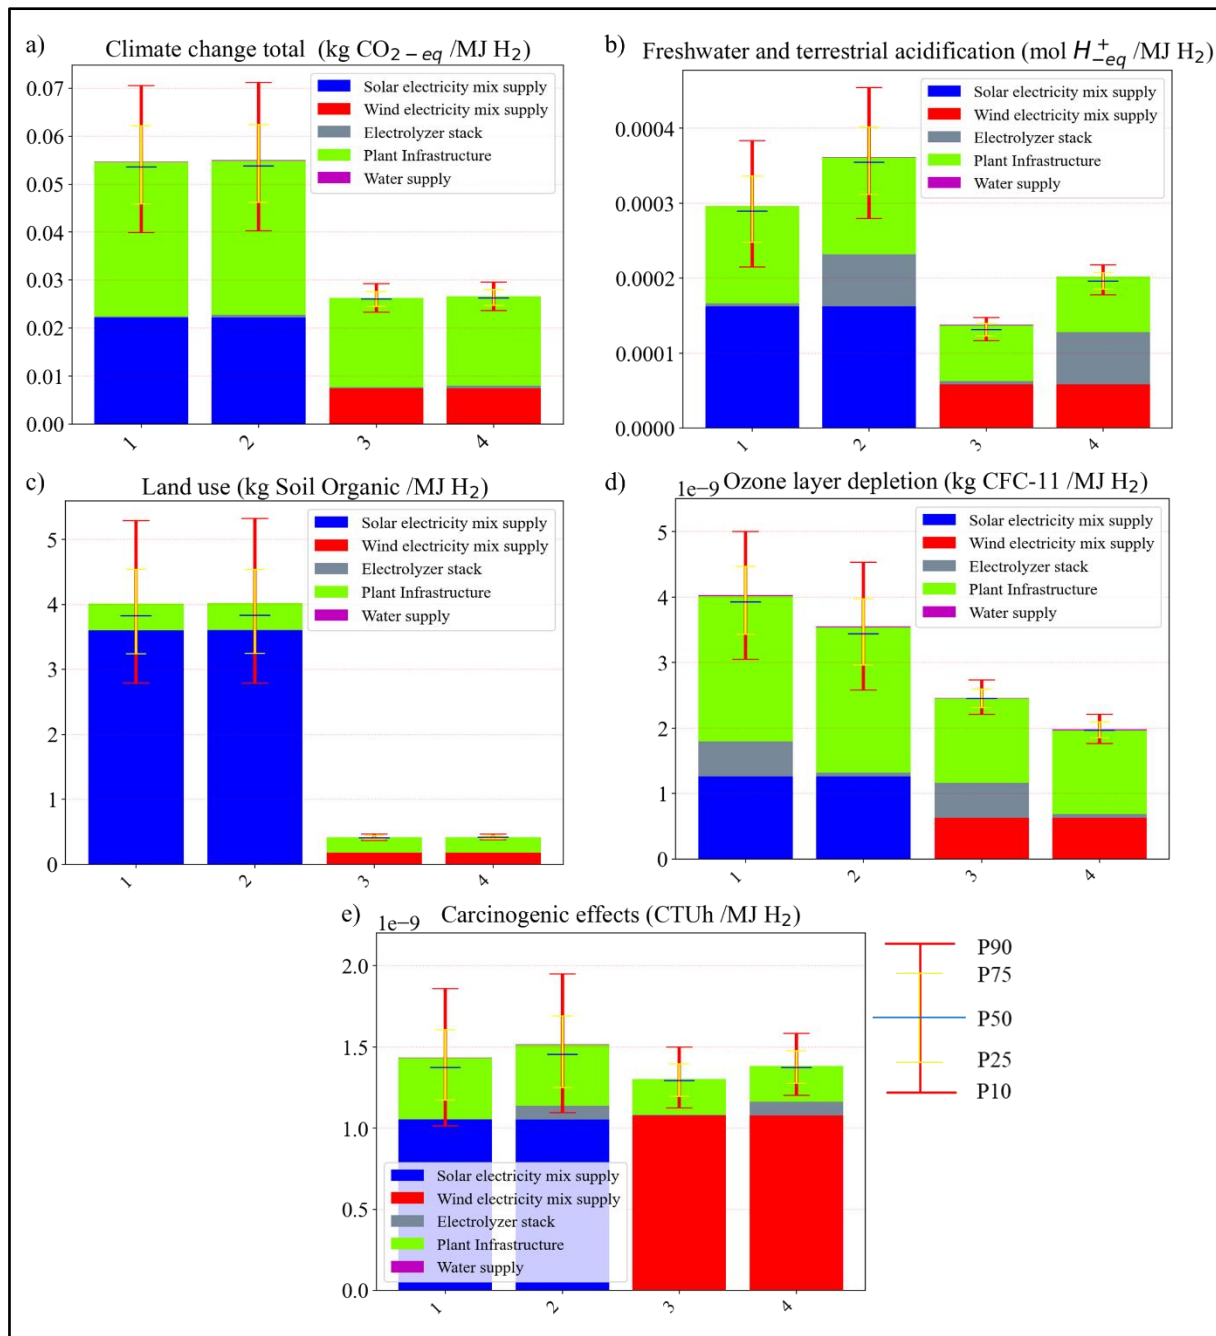 a) Climate change total (kg CO2−eq /MJ H2)
0.07
0.06
0.05
0.04
0.03
0.02
0.01
0.00
Solar electricity mix supply
Wind electricity mix supply
Electrolyzer stack
Plant Infrastructure
Water supply
1 2 3 4
b) Freshwater and terrestrial acidification (mol H+−eq /MJ H2)
0.0004
0.0003
0.0002
0.0001
0.0000
Solar electricity mix supply
Wind electricity mix supply
Electrolyzer stack
Plant Infrastructure
Water supply
1 2 3 4
c) Land use (kg Soil Organic /MJ H2)
5
4
3
2
1
0
Solar electricity mix supply
Wind electricity mix supply
Electrolyzer stack
Plant Infrastructure
Water supply
1 2 3 4
d) 1e−9 Ozone layer depletion (kg CFC-11 /MJ H2)
5
4
3
2
1
0
Solar electricity mix supply
Wind electricity mix supply
Electrolyzer stack
Plant Infrastructure
Water supply
1 2 3 4
e) 1e−9 Carcinogenic effects (CTUh /MJ H2)
2.0
1.5
1.0
0.5
0.0
Solar electricity mix supply
Wind electricity mix supply
Electrolyzer stack
Plant Infrastructure
Water supply
1 2 3 4
P90
P75
P50
P25
P10